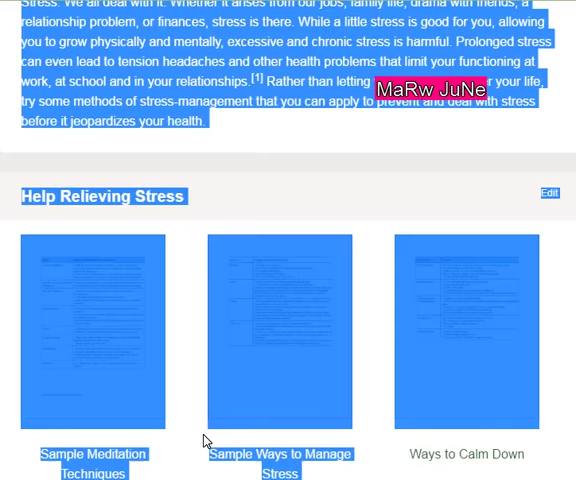 Stress. We all deal with it. Whether it arises from our jobs, family life, drama with friends, a
relationship problem, or finances, stress is there. While a little stress is good for you, allowing
you to grow physically and mentally, excessive and chronic stress is harmful. Prolonged stress
can even lead to tension headaches and other health problems that limit your functioning at
work, at school and in your relationships.[1] Rather than letting MaRw JuNe or your life,
try some methods of stress-management that you can apply to prevent and deal with stress
before it jeopardizes your health.
Help Relieving Stress
Edit
Sample Meditation
Techniques
Sample Ways to Manage
Stress
Ways to Calm Down